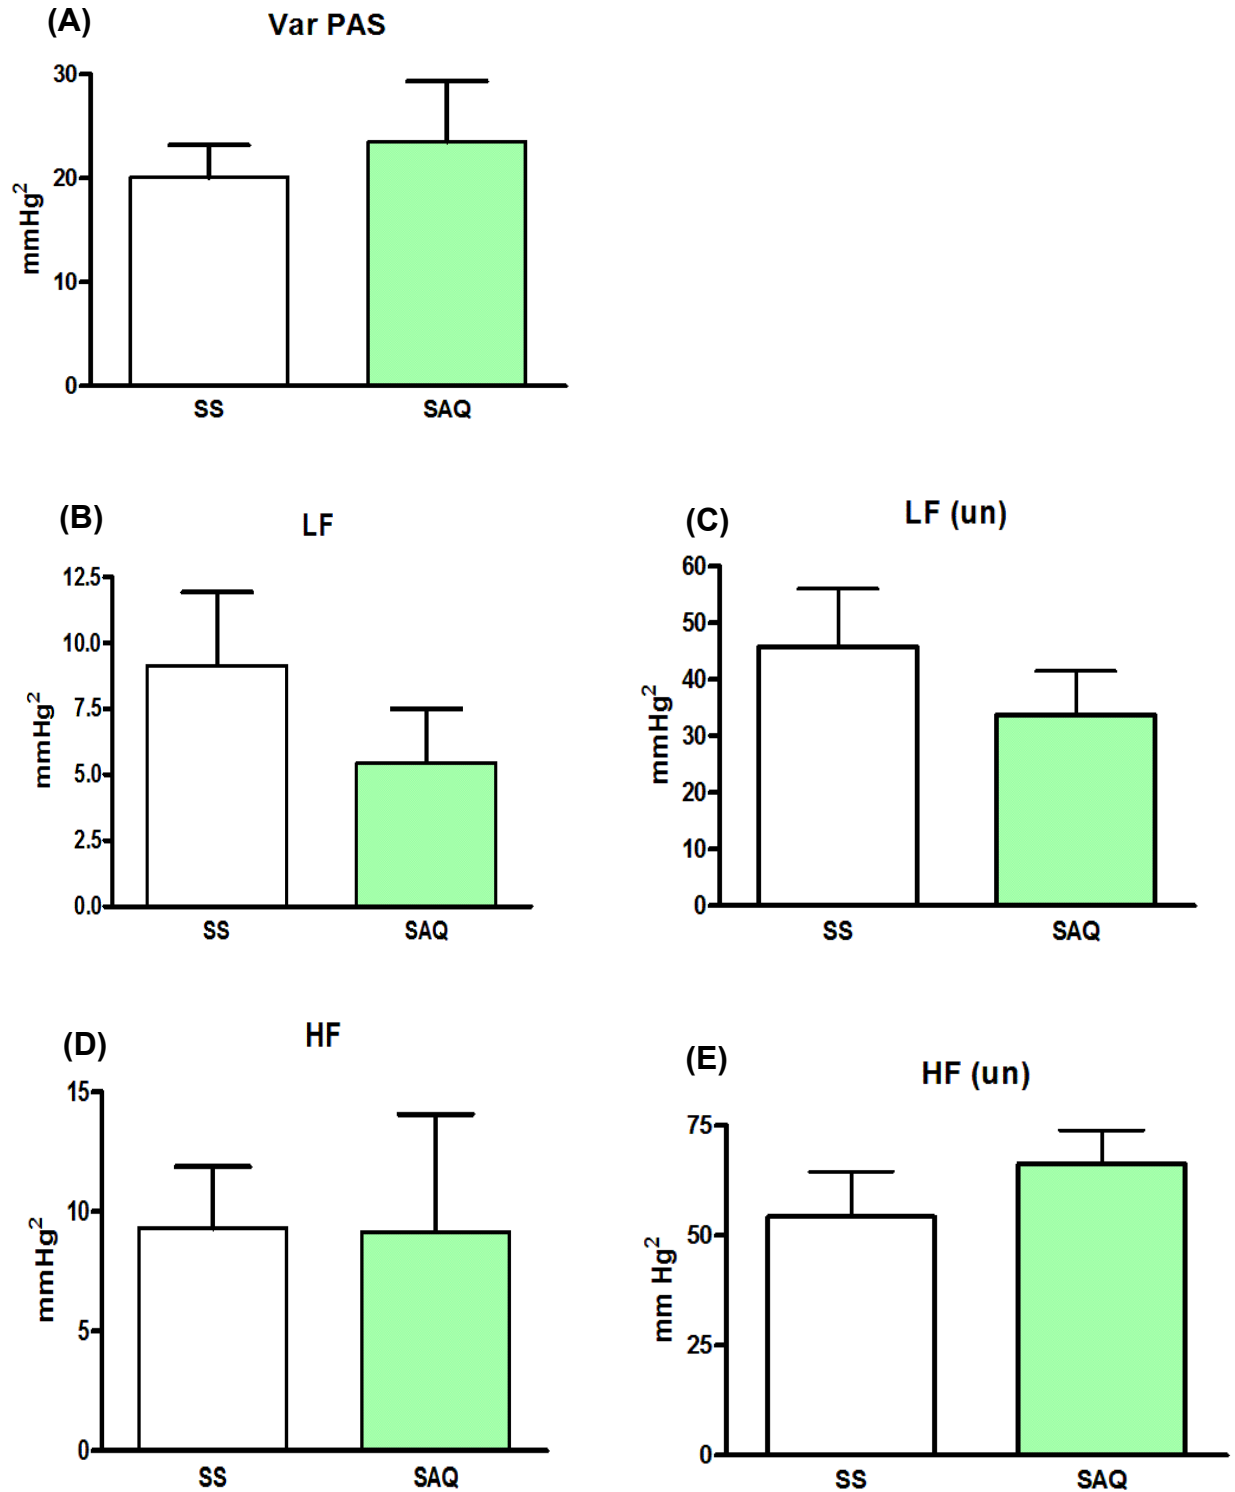 (A)
Var PAS
30
20
10
0
mmHg²
SS
SAQ
(B)
LF
12.5
10.0
7.5
5.0
2.5
0.0
mmHg²
SS
SAQ
(C)
LF (un)
60
50
40
30
20
10
0
mmHg²
SS
SAQ
(D)
HF
15
10
5
0
mmHg²
SS
SAQ
(E)
HF (un)
75
50
25
0
mm Hg²
SS
SAQ